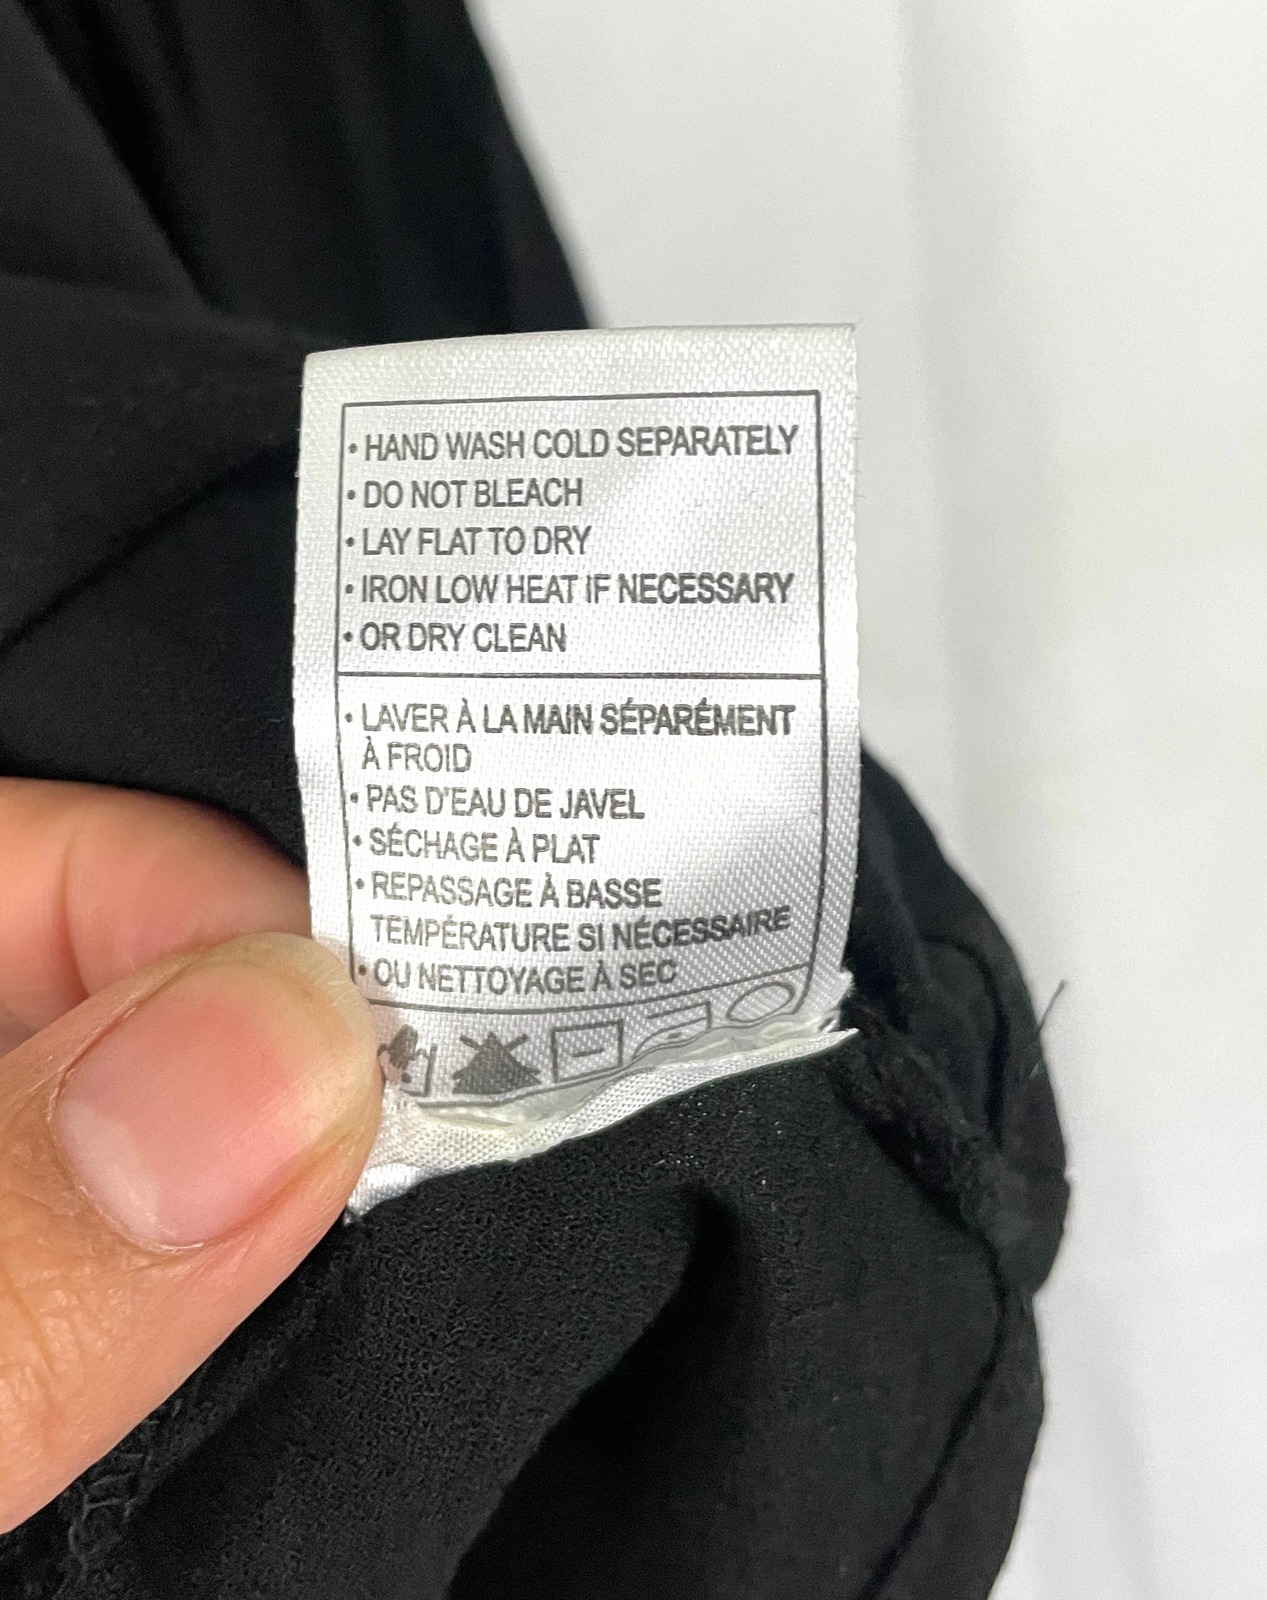 • HAND WASH COLD SEPARATELY
• DO NOT BLEACH
• LAY FLAT TO DRY
• IRON LOW HEAT IF NECESSARY
• OR DRY CLEAN
• LAVER À LA MAIN SÉPARÉMENT
À FROID
• PAS D'EAU DE JAVEL
• SÉCHAGE À PLAT
• REPASSAGE À BASSE
TEMPÉRATURE SI NÉCESSAIRE
• OU NETTOYAGE À SEC